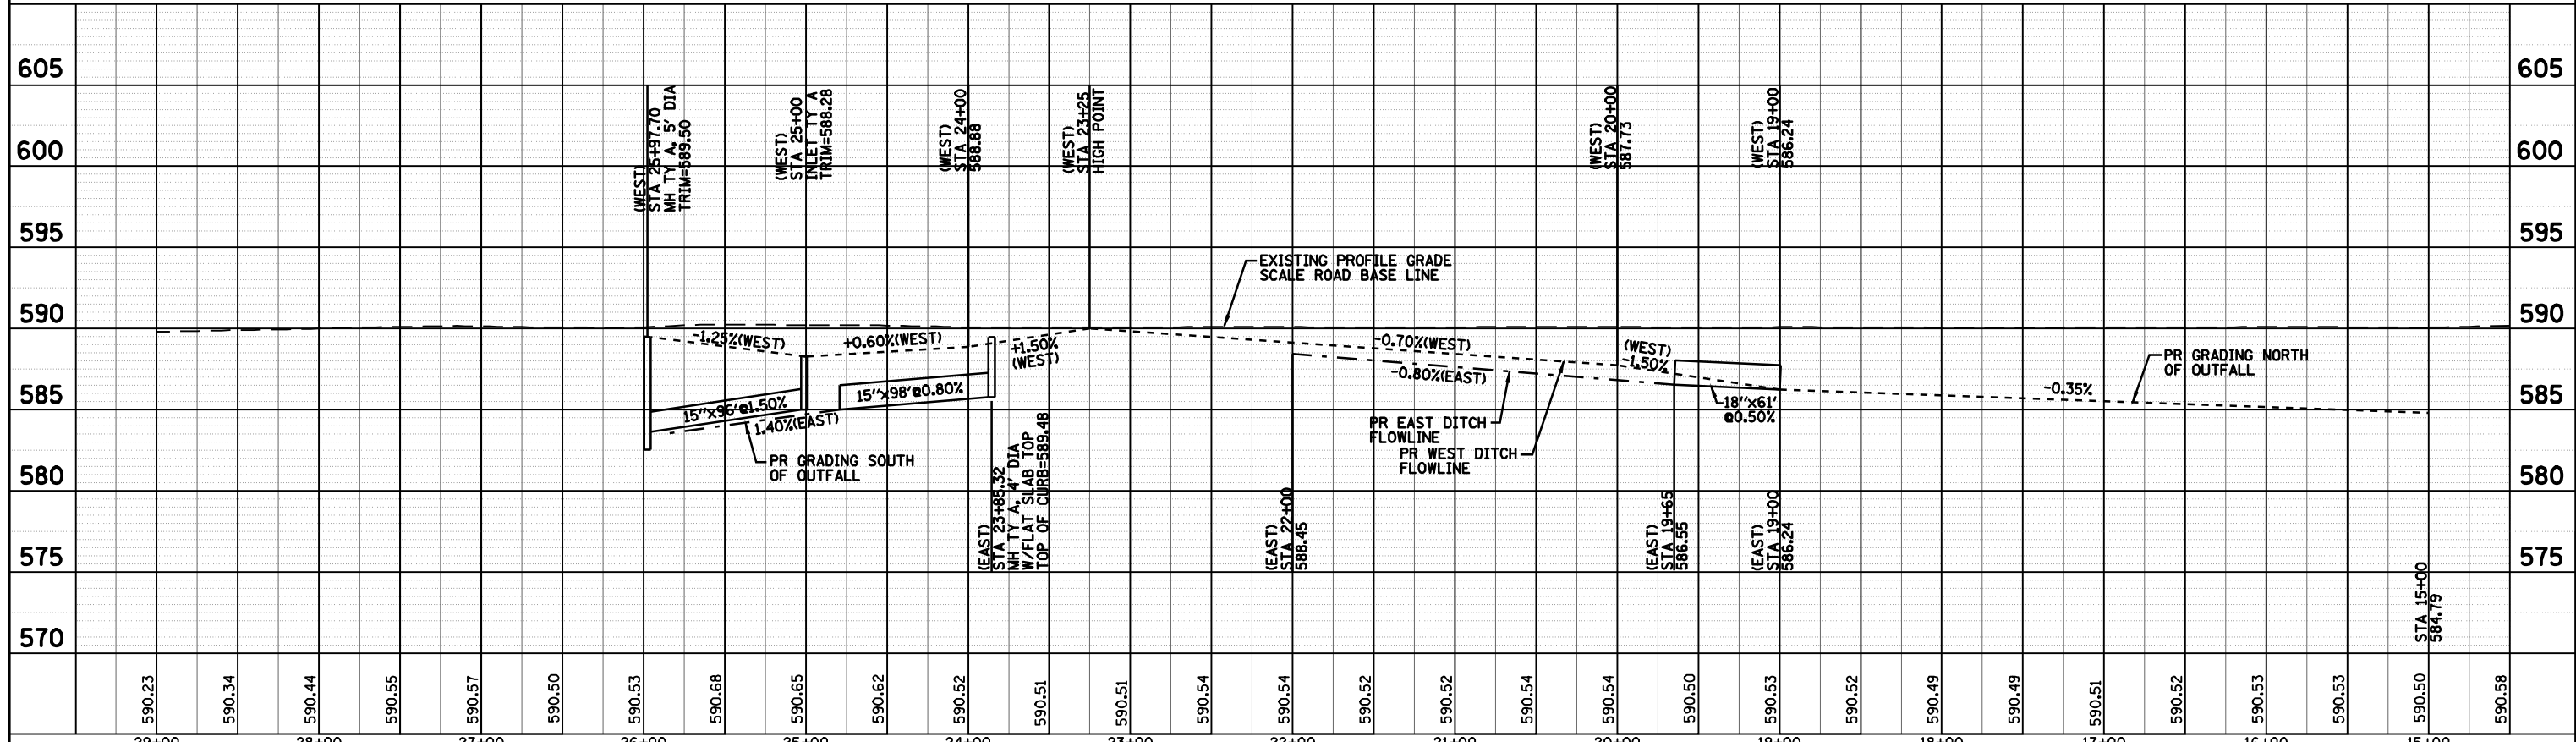 605
605
600
600
595
595
590
590
585
585
580
580
575
575
570
(WEST)
STA 25+97.70
MH TY A, 5' DIA
TRIM=589.50
(WEST)
STA 25+00
INLET TY A
TRIM=588.28
(WEST)
STA 24+00
588.88
(WEST)
STA 23+25
HIGH POINT
(WEST)
STA 20+00
587.73
(WEST)
STA 19+00
586.24
EXISTING PROFILE GRADE
SCALE ROAD BASE LINE
-1.25%(WEST)
+0.60%(WEST)
+1.50%
(WEST)
-0.70%(WEST)
(WEST)
-1.50%
-0.80%(EAST)
-0.35%
PR GRADING NORTH
OF OUTFALL
15"x96'@1.50%
15"x98'@0.80%
1.40%(EAST)
18"x61'
@0.50%
PR EAST DITCH
FLOWLINE
PR WEST DITCH
FLOWLINE
PR GRADING SOUTH
OF OUTFALL
(EAST)
STA 23+85.32
MH TY A, 4' DIA
W/FLAT SLAB TOP
TOP OF CURB=589.48
(EAST)
STA 22+00
588.45
(EAST)
STA 19+65
586.55
(EAST)
STA 19+00
586.24
STA 15+00
584.79
590.23
590.34
590.44
590.55
590.57
590.50
590.53
590.68
590.65
590.62
590.52
590.51
590.51
590.54
590.54
590.52
590.52
590.54
590.54
590.50
590.53
590.52
590.49
590.49
590.51
590.52
590.53
590.53
590.50
590.58